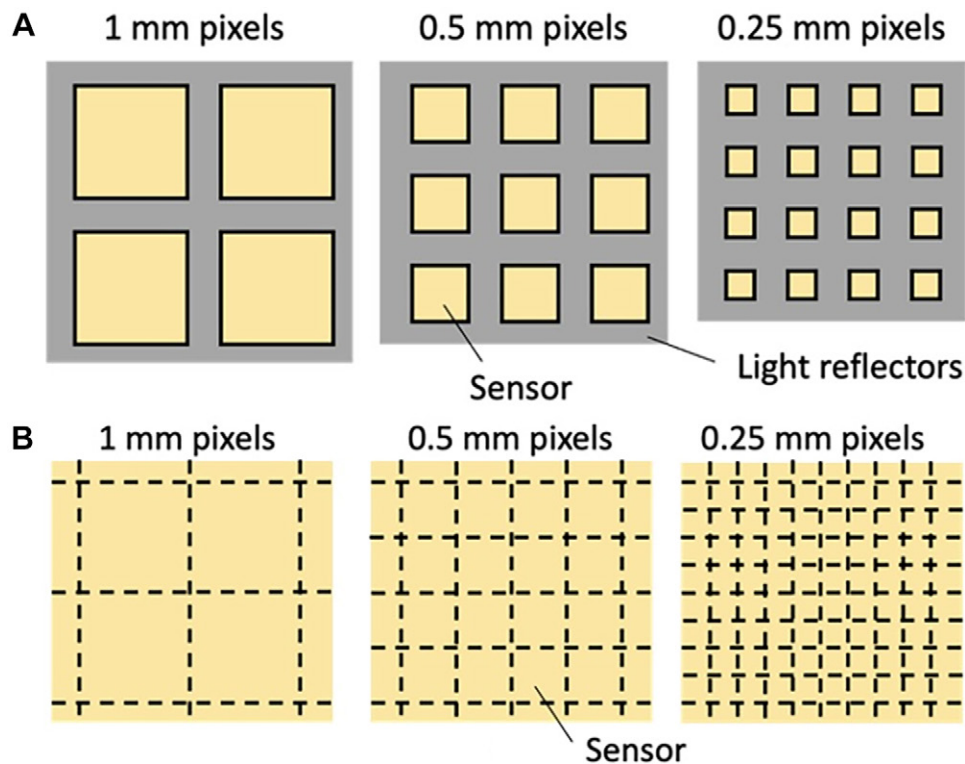 A
1 mm pixels
0.5 mm pixels
0.25 mm pixels
Sensor
Light reflectors
B
1 mm pixels
0.5 mm pixels
0.25 mm pixels
Sensor